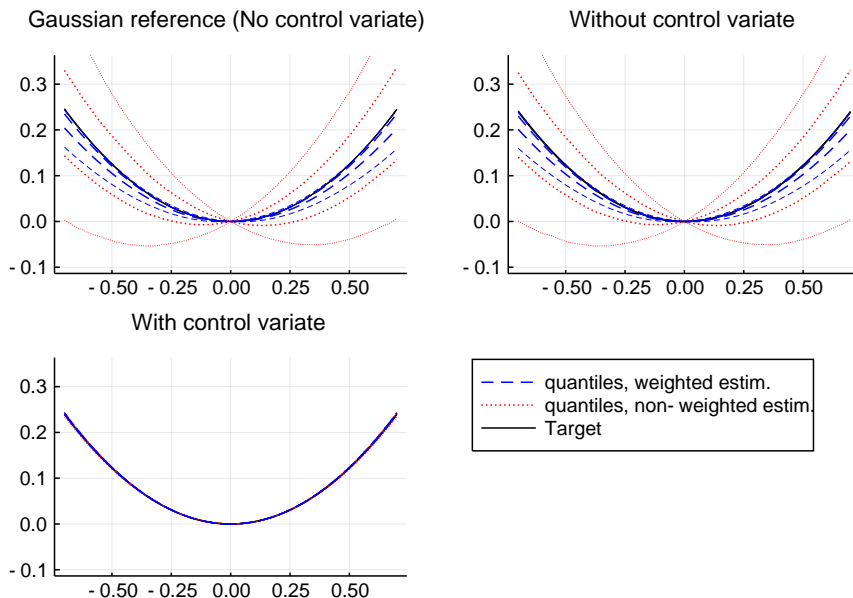 Gaussian reference (No control variate)
Without control variate
0.3
0.2
0.1
0.0
- 0.1
- 0.50 - 0.25 0.00 0.25 0.50
0.3
0.2
0.1
0.0
- 0.1
- 0.50 - 0.25 0.00 0.25 0.50
With control variate
0.3
0.2
0.1
0.0
- 0.1
- 0.50 - 0.25 0.00 0.25 0.50
quantiles, weighted estim.
quantiles, non- weighted estim.
Target